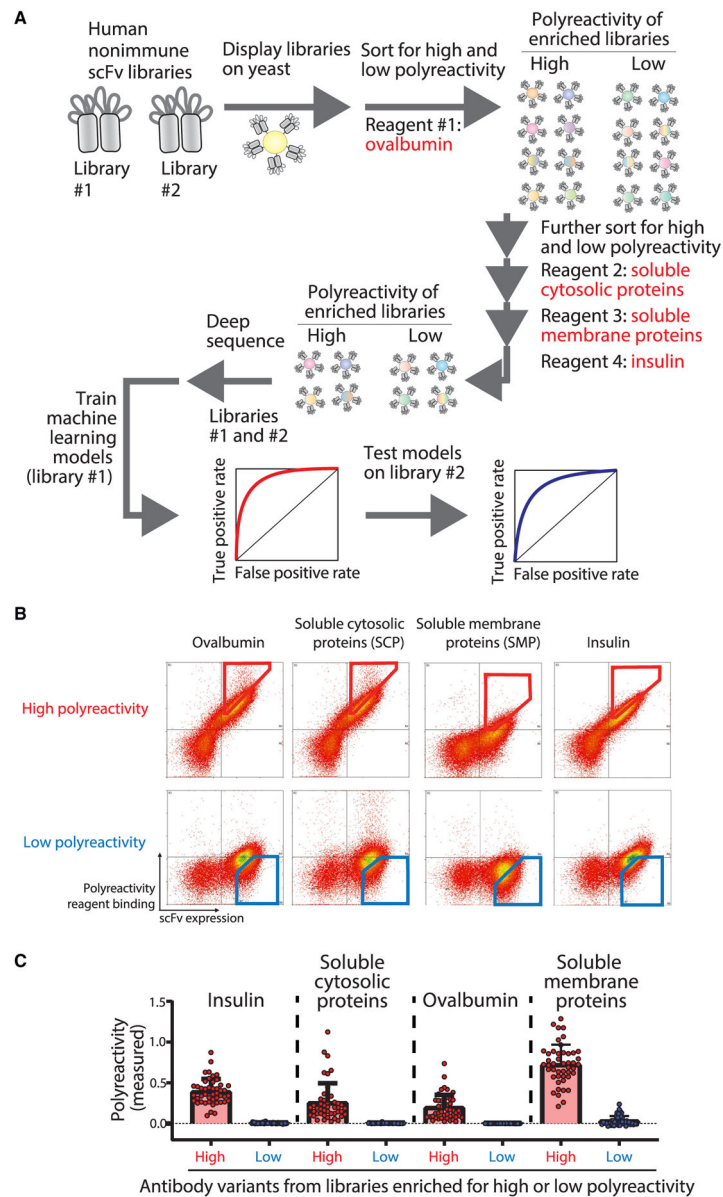 A
Human
nonimmune
scFv libraries
Library
#1
Library
#2
Display libraries
on yeast
Sort for high and
low polyreactivity
Reagent #1:
ovalbumin
Polyreactivity of
enriched libraries
High
Low
Further sort for high
and low polyreactivity
Reagent 2: soluble
cytosolic proteins
Reagent 3: soluble
membrane proteins
Reagent 4: insulin
Polyreactivity of
enriched libraries
High
Low
Deep
sequence
Libraries
#1 and #2
Train
machine
learning
models
(library #1)
True positive rate
False positive rate
Test models
on library #2
True positive rate
False positive rate
B
Ovalbumin
Soluble cytosolic
proteins (SCP)
Soluble membrane
proteins (SMP)
Insulin
High polyreactivity
Low polyreactivity
Polyreactivity
reagent binding
scFv expression
C
Polyreactivity
(measured)
1.5
1.0
0.5
0.0
Insulin
Soluble
cytosolic
proteins
Ovalbumin
Soluble
membrane
proteins
High
Low
High
Low
High
Low
High
Low
Antibody variants from libraries enriched for high or low polyreactivity